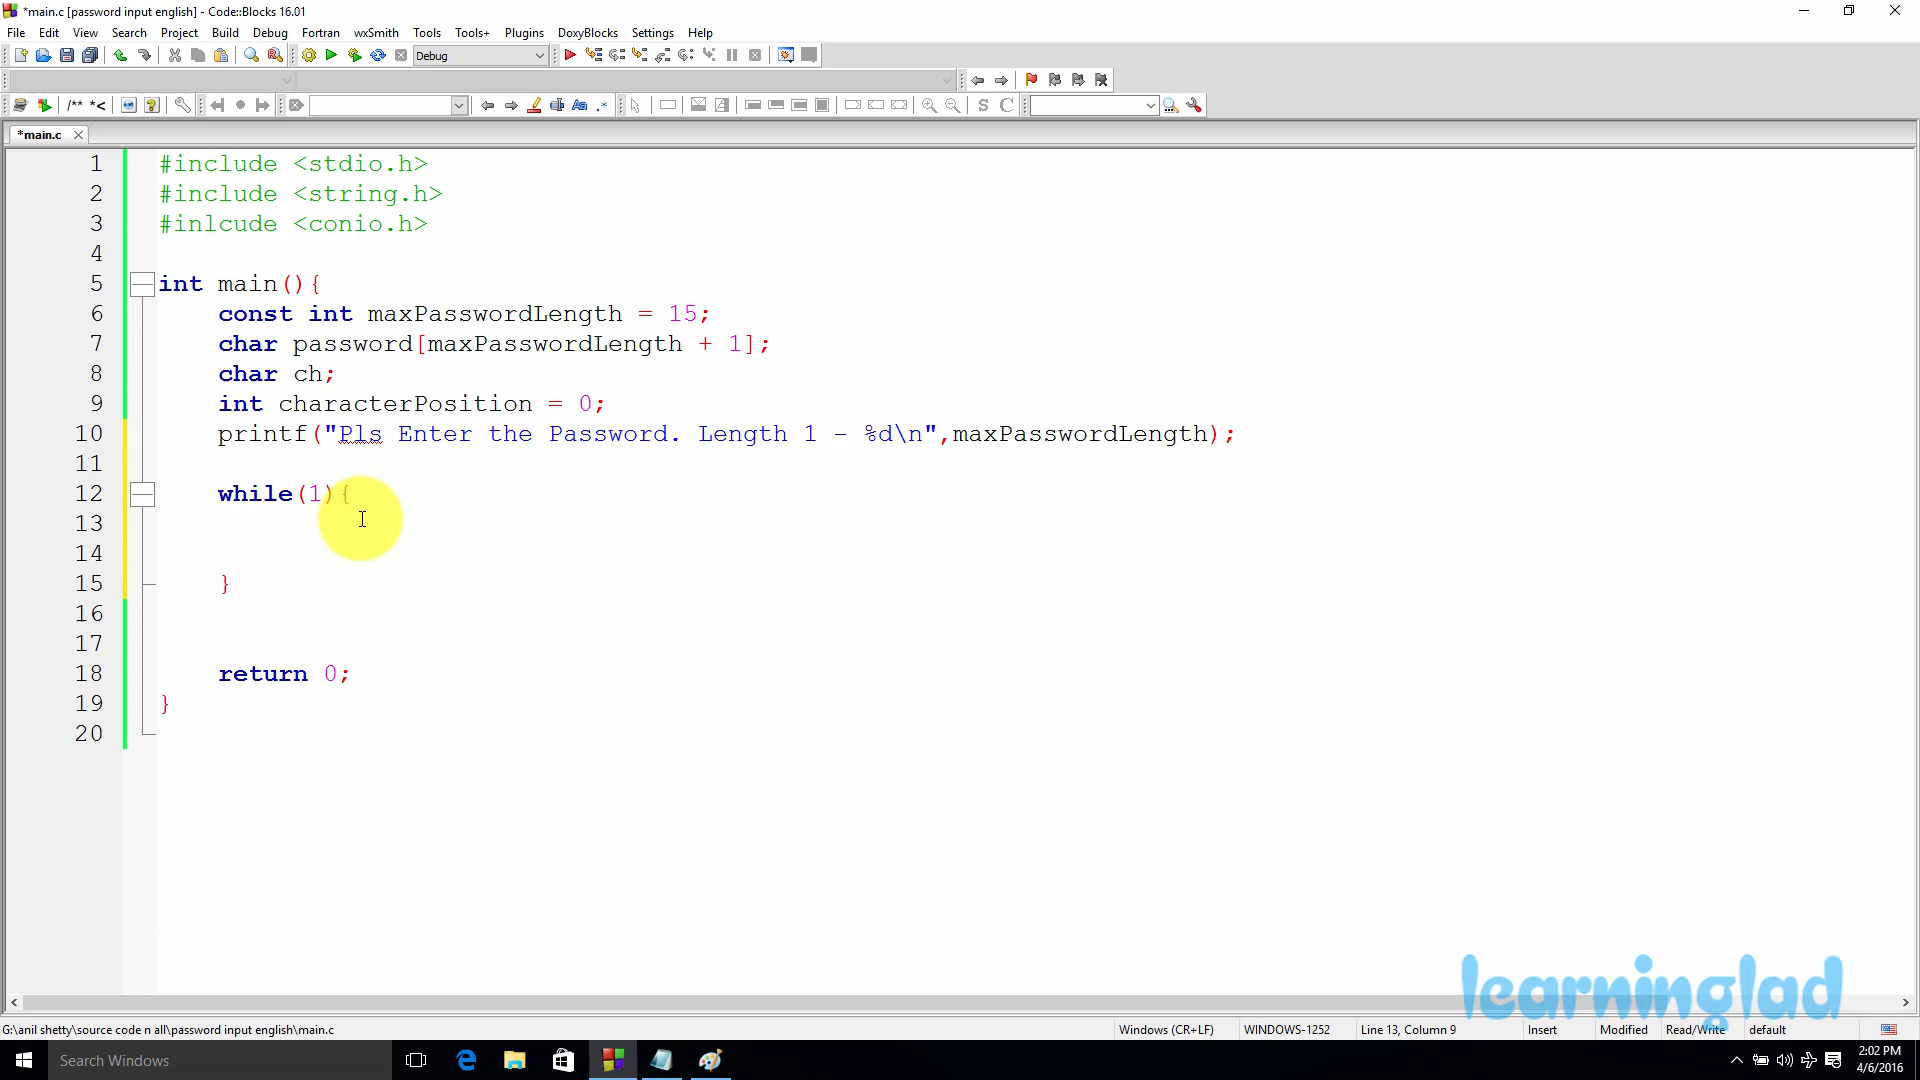 *main.c [password input english] - Code::Blocks 16.01
File Edit View Search Project Build Debug Fortran wxSmith Tools Tools+ Plugins DoxyBlocks Settings Help
Debug
/** *<
Aa .* S C
*main.c
1 #include <stdio.h>
2 #include <string.h>
3 #inlcude <conio.h>
4
5 int main(){
6 const int maxPasswordLength = 15;
7 char password[maxPasswordLength + 1];
8 char ch;
9 int characterPosition = 0;
10 printf("Pls Enter the Password. Length 1 - %d\n",maxPasswordLength);
11
12 while(1){
13
14
15 }
16
17
18 return 0;
19 }
20
learninglad
G:\anil shetty\source code n all\password input english\main.c Windows (CR+LF) WINDOWS-1252 Line 13, Column 9 Insert Modified Read/Write default
Search Windows
2:02 PM
4/6/2016